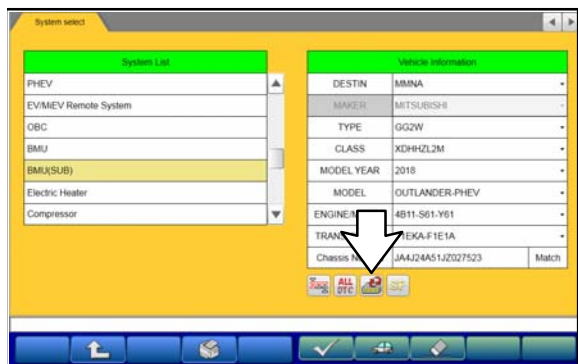 System select
System List
PHEV
EV/MiEV Remote System
OBC
BMU
BMU(SUB)
Electric Heater
Compressor
Vehicle information
DESTIN MMNA
MAKER MITSUBISHI
TYPE GG2W
CLASS XDHHZL2M
MODEL YEAR 2018
MODEL OUTLANDER-PHEV
4B11-S61-Y61
JA4J24A51JZ027523 Match
ALL
DTC